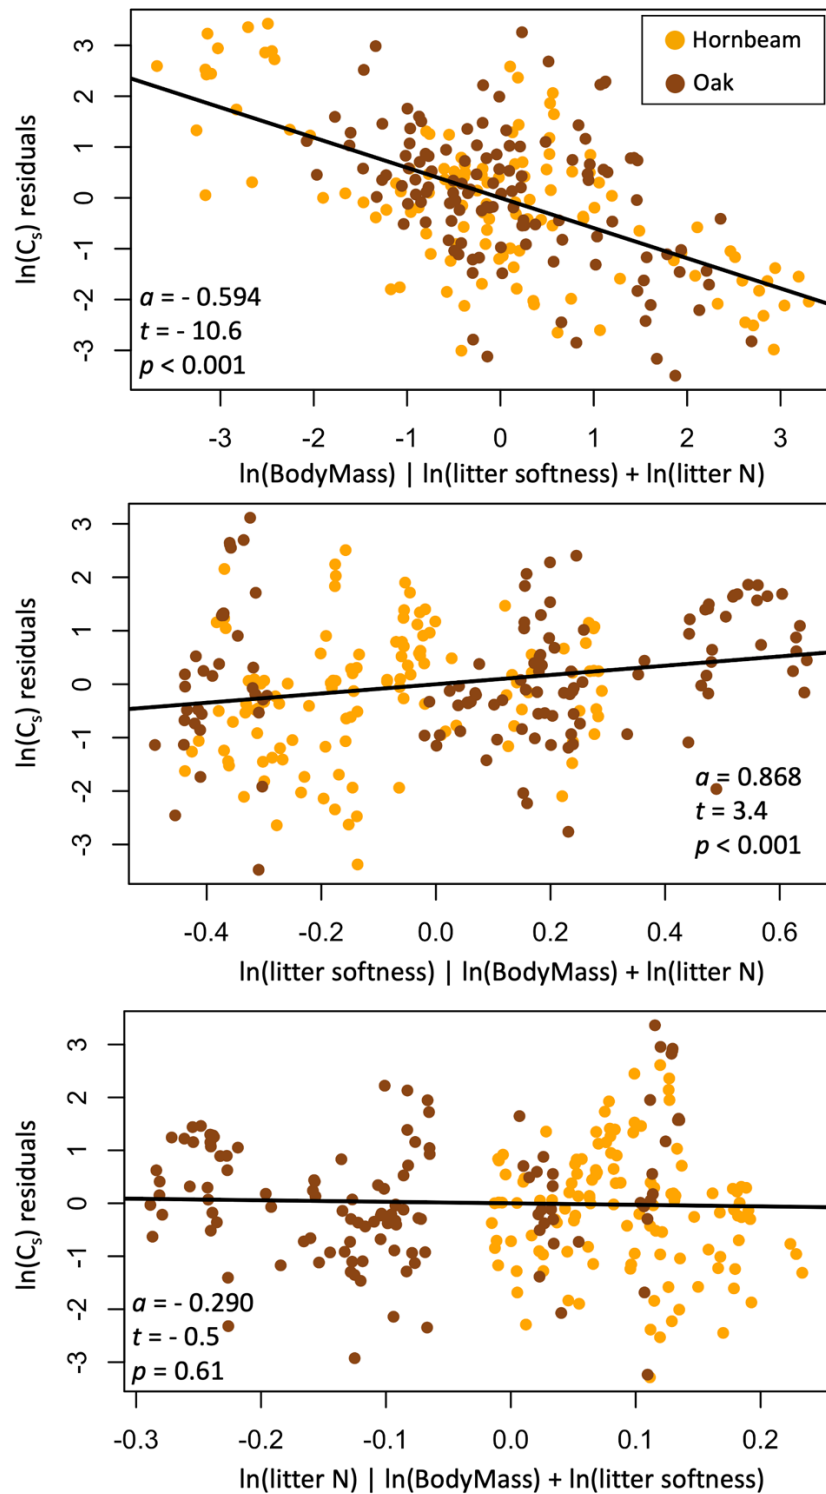 Hornbeam
Oak
3
2
1
0
-1
-2
-3
ln(Cₛ) residuals
a = - 0.594
t = - 10.6
p < 0.001
-3 -2 -1 0 1 2 3
ln(BodyMass) | ln(litter softness) + ln(litter N)
3
2
1
0
-1
-2
-3
ln(Cₛ) residuals
a = 0.868
t = 3.4
p < 0.001
-0.4 -0.2 0.0 0.2 0.4 0.6
ln(litter softness) | ln(BodyMass) + ln(litter N)
3
2
1
0
-1
-2
-3
ln(Cₛ) residuals
a = - 0.290
t = - 0.5
p = 0.61
-0.3 -0.2 -0.1 0.0 0.1 0.2
ln(litter N) | ln(BodyMass) + ln(litter softness)